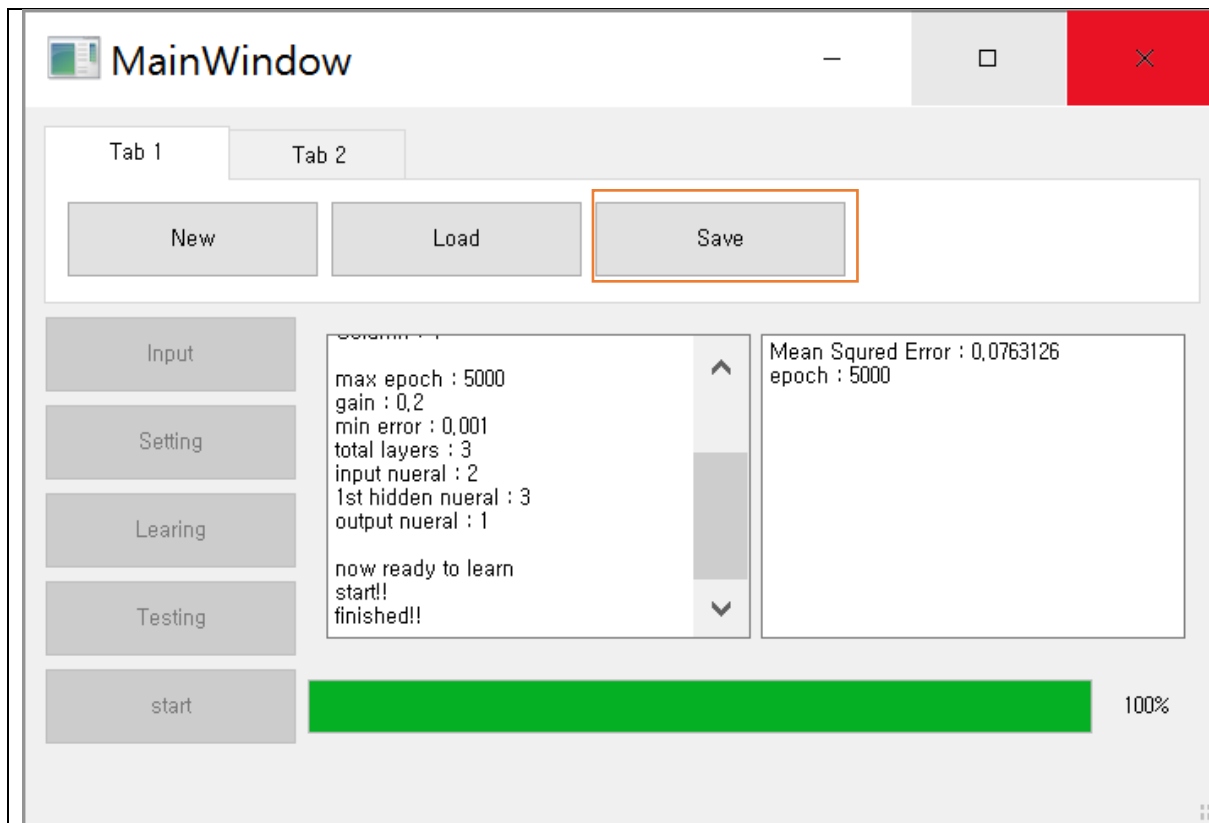 MainWindow
Tab 1
Tab 2
New
Load
Save
Input
Setting
Learing
Testing
start
max epoch : 5000
gain : 0,2
min error : 0,001
total layers : 3
input nueral : 2
1st hidden nueral : 3
output nueral : 1
now ready to learn
start!!
finished!!
Mean Squred Error : 0,0763126
epoch : 5000
100%